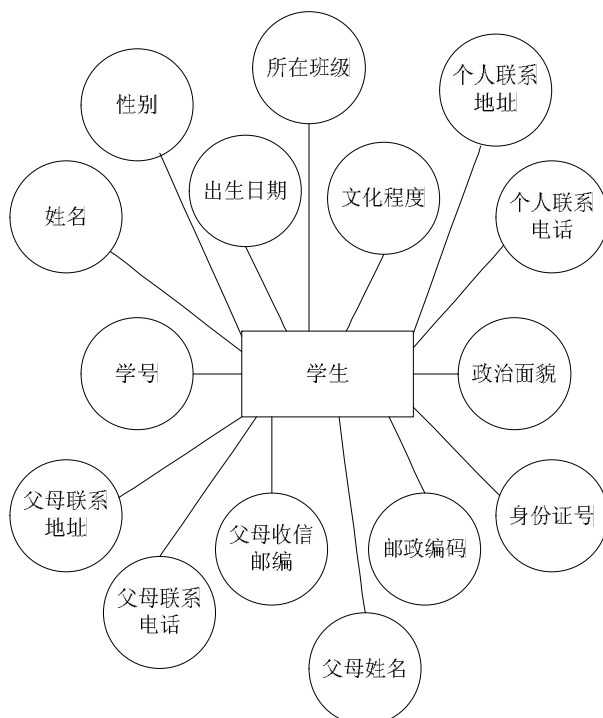 所在班级
个人联系
地址
性别
出生日期
文化程度
姓名
个人联系
电话
学号
学生
政治面貌
父母联系
地址
父母收信
邮编
邮政编码
身份证号
父母联系
电话
父母姓名